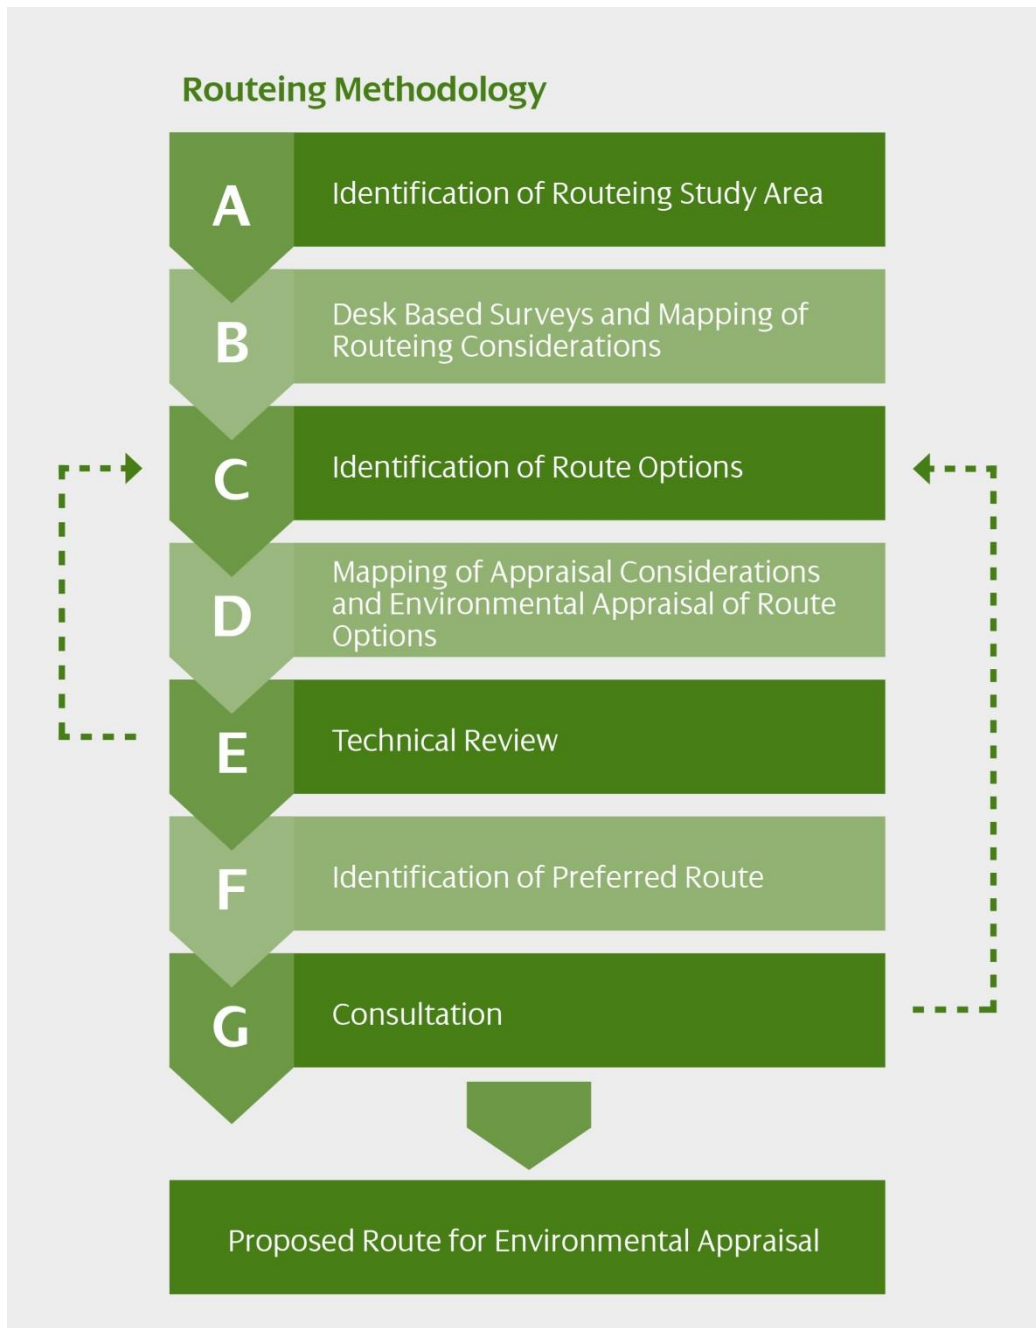 Routeing Methodology
A
Identification of Routeing Study Area
B
Desk Based Surveys and Mapping of
Routeing Considerations
C
Identification of Route Options
D
Mapping of Appraisal Considerations
and Environmental Appraisal of Route
Options
E
Technical Review
F
Identification of Preferred Route
G
Consultation
Proposed Route for Environmental Appraisal